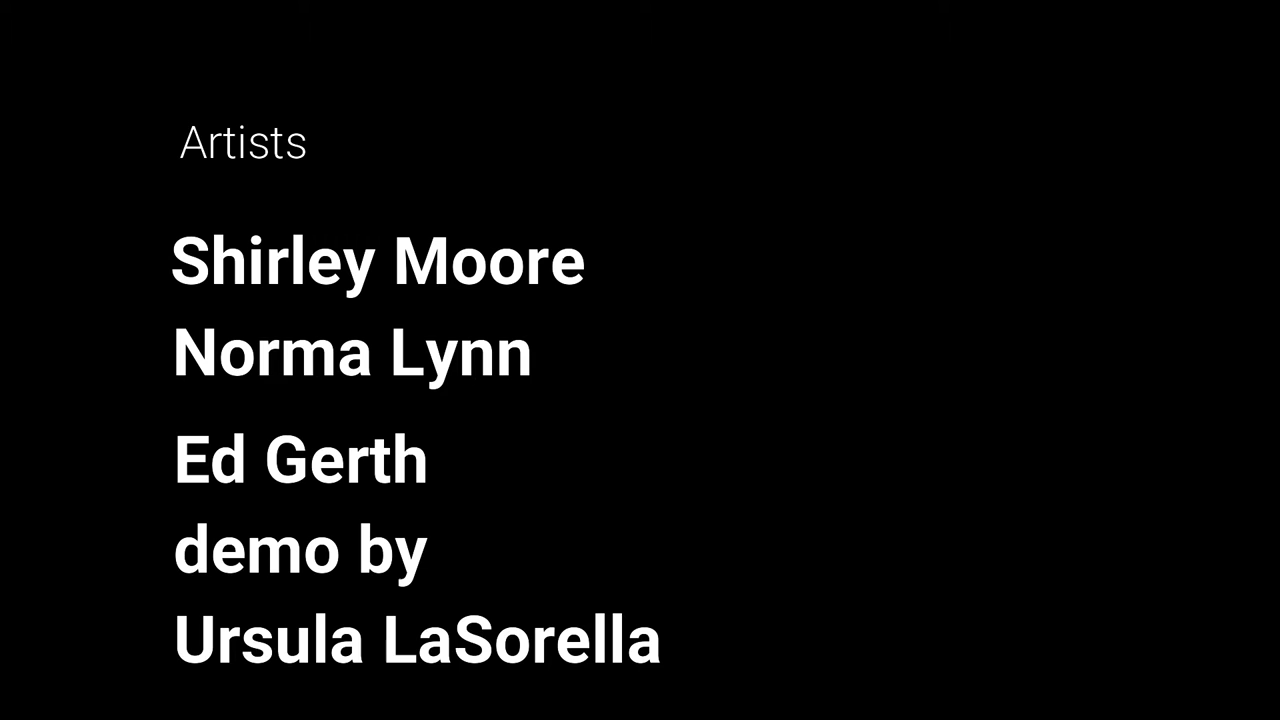 Artists
Shirley Moore
Norma Lynn
Ed Gerth
demo by
Ursula LaSorella